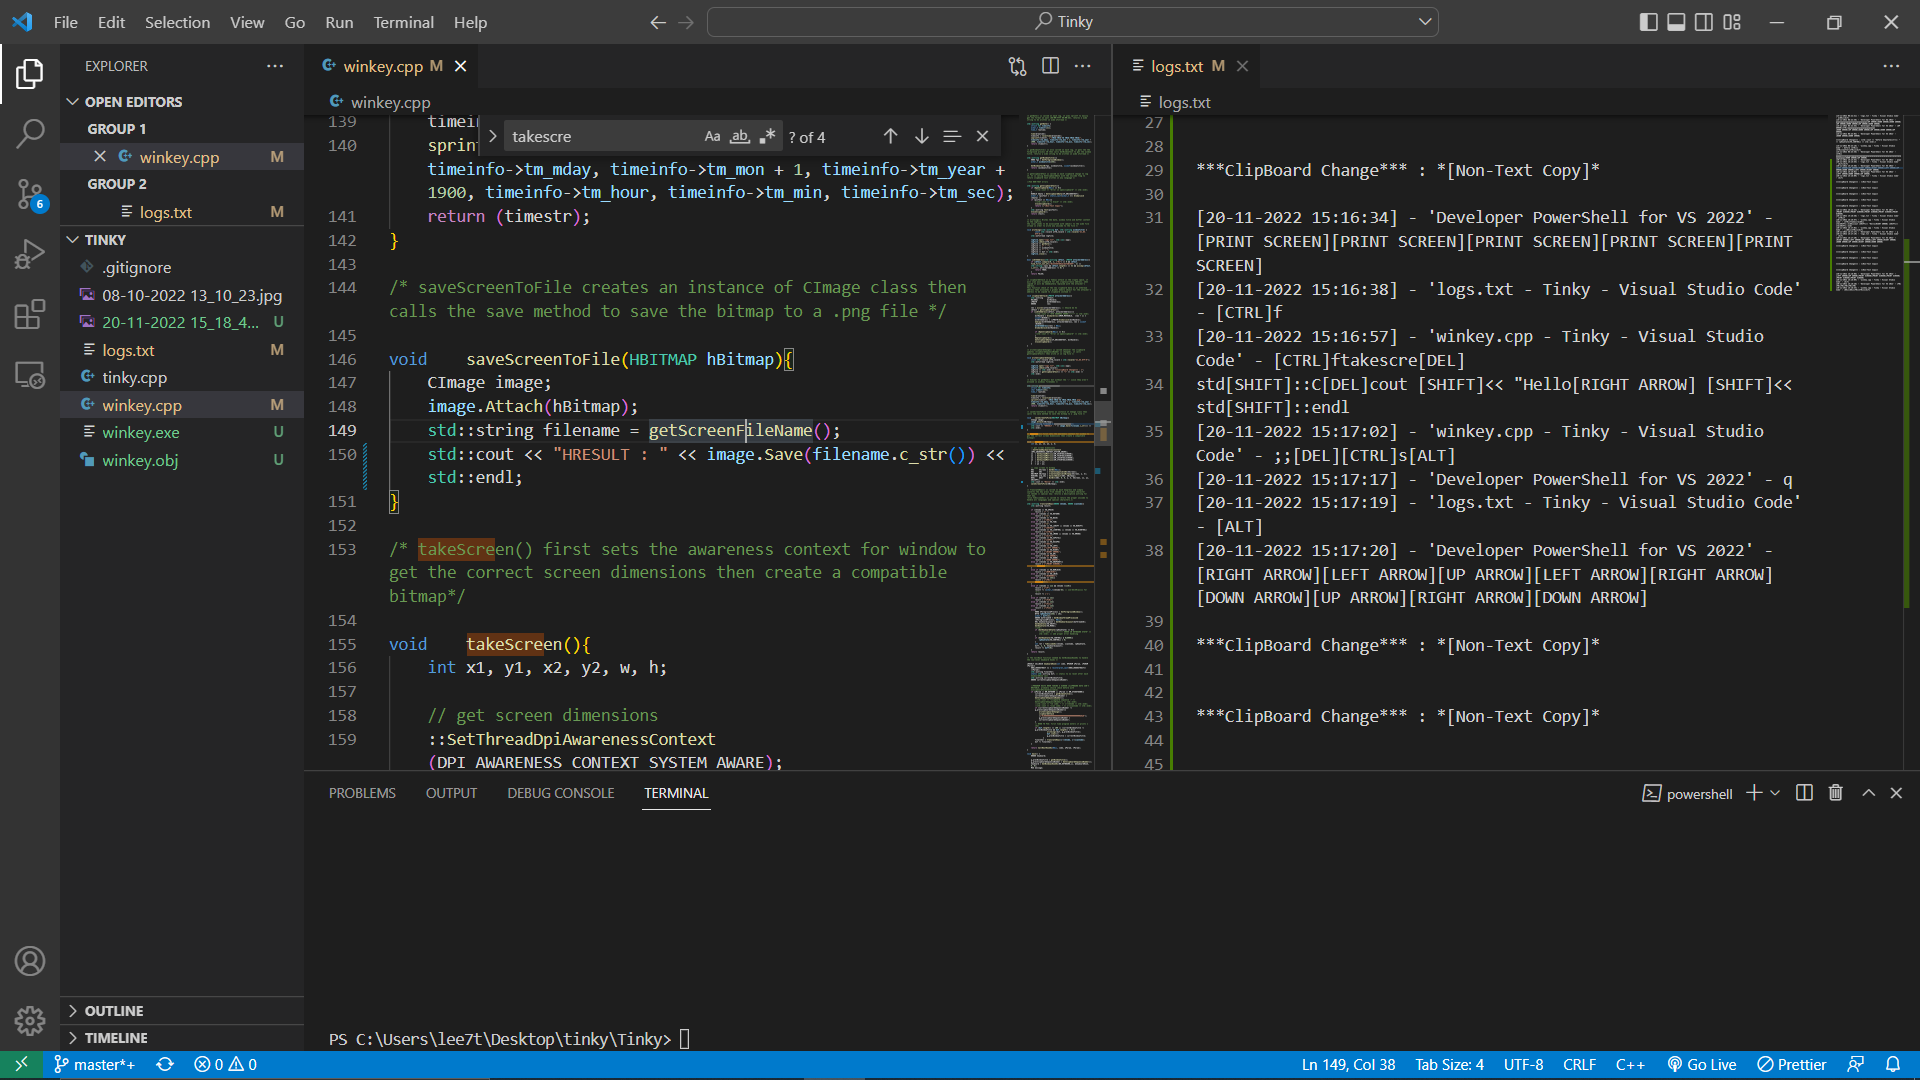 File Edit Selection View Go Run Terminal Help
Tinky
EXPLORER
OPEN EDITORS
GROUP 1
winkey.cpp M
GROUP 2
logs.txt M
TINKY
.gitignore
08-10-2022 13_10_23.jpg
20-11-2022 15_18_4... U
logs.txt M
tinky.cpp
winkey.cpp M
winkey.exe U
winkey.obj U
OUTLINE
TIMELINE
6
winkey.cpp M
winkey.cpp
takescre Aa ab ? of 4
139 timei
140 sprin
timeinfo->tm_mday, timeinfo->tm_mon + 1, timeinfo->tm_year +
1900, timeinfo->tm_hour, timeinfo->tm_min, timeinfo->tm_sec);
141 return (timestr);
142 }
143
144 /* saveScreenToFile creates an instance of CImage class then
calls the save method to save the bitmap to a .png file */
145
146 void saveScreenToFile(HBITMAP hBitmap){
147 CImage image;
148 image.Attach(hBitmap);
149 std::string filename = getScreenFileName();
150 std::cout << "HRESULT : " << image.Save(filename.c_str()) <<
std::endl;
151 }
152
153 /* takeScreen() first sets the awareness context for window to
get the correct screen dimensions then create a compatible
bitmap*/
154
155 void takeScreen(){
156 int x1, y1, x2, y2, w, h;
157
158 // get screen dimensions
159 ::SetThreadDpiAwarenessContext
(DPI_AWARENESS_CONTEXT_SYSTEM_AWARE);
logs.txt M
logs.txt
27
28
29 ***ClipBoard Change*** : *[Non-Text Copy]*
30
31 [20-11-2022 15:16:34] - 'Developer PowerShell for VS 2022' -
[PRINT SCREEN][PRINT SCREEN][PRINT SCREEN][PRINT SCREEN][PRINT
SCREEN]
32 [20-11-2022 15:16:38] - 'logs.txt - Tinky - Visual Studio Code'
- [CTRL]f
33 [20-11-2022 15:16:57] - 'winkey.cpp - Tinky - Visual Studio
Code' - [CTRL]ftakescre[DEL]
34 std[SHIFT]::C[DEL]cout [SHIFT]<< "Hello[RIGHT ARROW] [SHIFT]<<
std[SHIFT]::endl
35 [20-11-2022 15:17:02] - 'winkey.cpp - Tinky - Visual Studio
Code' - ;;[DEL][CTRL]s[ALT]
36 [20-11-2022 15:17:17] - 'Developer PowerShell for VS 2022' - q
37 [20-11-2022 15:17:19] - 'logs.txt - Tinky - Visual Studio Code'
- [ALT]
38 [20-11-2022 15:17:20] - 'Developer PowerShell for VS 2022' -
[RIGHT ARROW][LEFT ARROW][UP ARROW][LEFT ARROW][RIGHT ARROW]
[DOWN ARROW][UP ARROW][RIGHT ARROW][DOWN ARROW]
39
40 ***ClipBoard Change*** : *[Non-Text Copy]*
41
42
43 ***ClipBoard Change*** : *[Non-Text Copy]*
44
45
PROBLEMS OUTPUT DEBUG CONSOLE TERMINAL
powershell
PS C:\Users\lee7t\Desktop\tinky\Tinky>
master*+ 0 0
Ln 149, Col 38 Tab Size: 4 UTF-8 CRLF C++ Go Live Prettier